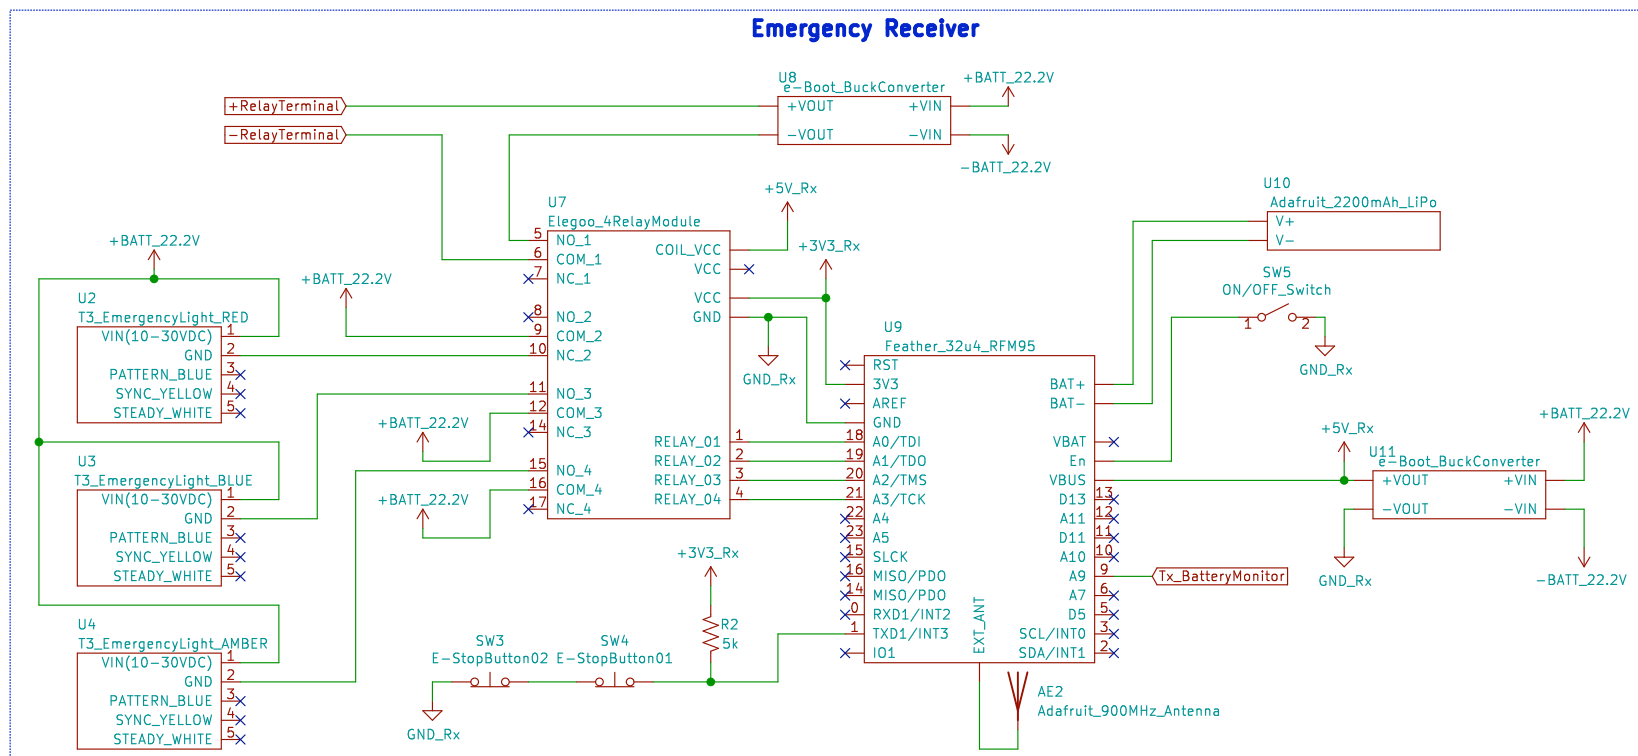 Emergency Receiver
+RelayTerminal
-RelayTerminal
U8
e-Boot_BuckConverter
+VOUT +VIN
-VOUT -VIN
+BATT_22.2V
-BATT_22.2V
U7
Elegoo_4RelayModule
5 NO_1
6 COM_1
7 NC_1
8 NO_2
9 COM_2
10 NC_2
11 NO_3
12 COM_3
14 NC_3
15 NO_4
16 COM_4
17 NC_4
COIL_VCC
VCC
VCC
GND
RELAY_01 1
RELAY_02 2
RELAY_03 3
RELAY_04 4
+5V_Rx
+3V3_Rx
GND_Rx
+BATT_22.2V
+BATT_22.2V
+BATT_22.2V
+BATT_22.2V
U2
T3_EmergencyLight_RED
VIN(10-30VDC) 1
GND 2
PATTERN_BLUE 3
SYNC_YELLOW 4
STEADY_WHITE 5
U3
T3_EmergencyLight_BLUE
VIN(10-30VDC) 1
GND 2
PATTERN_BLUE 3
SYNC_YELLOW 4
STEADY_WHITE 5
U4
T3_EmergencyLight_AMBER
VIN(10-30VDC) 1
GND 2
PATTERN_BLUE 3
SYNC_YELLOW 4
STEADY_WHITE 5
U10
Adafruit_2200mAh_LiPo
V+
V-
SW5
ON/OFF_Switch
1 2
GND_Rx
U9
Feather_32u4_RFM95
RST
3V3
AREF
GND
18 A0/TDI
19 A1/TDO
20 A2/TMS
21 A3/TCK
22 A4
23 A5
15 SLCK
16 MISO/PDO
14 MISO/PDO
0 RXD1/INT2
1 TXD1/INT3
IO1
EXT_ANT
BAT+
BAT-
VBAT
En
VBUS
D13 13
A11 12
D11 11
A10 10
A9 9
A7 6
D5 5
SCL/INT0 3
SDA/INT1 2
Tx_BatteryMonitor
+5V_Rx
U11
e-Boot_BuckConverter
+VOUT +VIN
-VOUT -VIN
+BATT_22.2V
-BATT_22.2V
GND_Rx
+3V3_Rx
R2
5k
SW3
E-StopButton02
SW4
E-StopButton01
GND_Rx
AE2
Adafruit_900MHz_Antenna